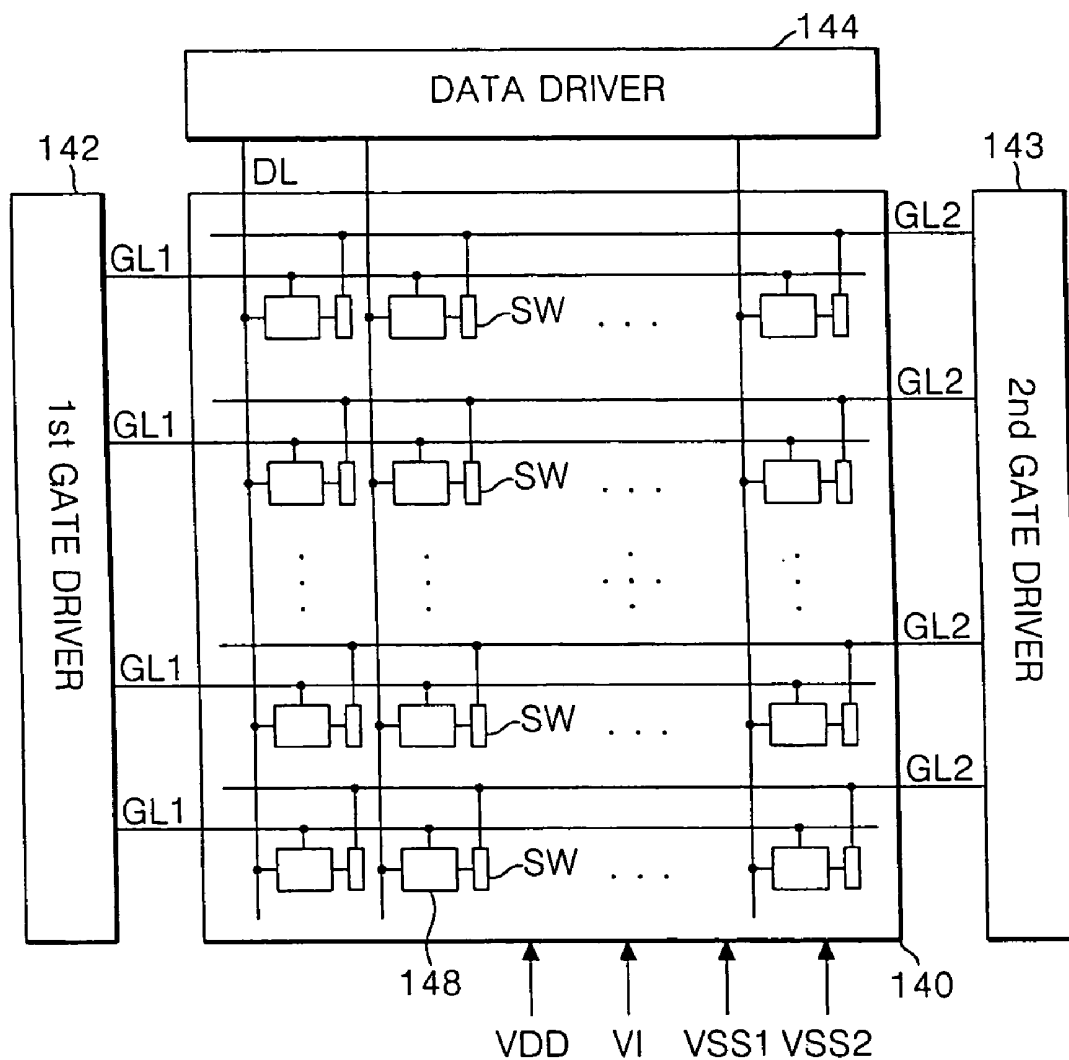 144
DATA DRIVER
142
143
DL
GL2
GL1
SW
GL2
GL1
SW
1st GATE DRIVER
2nd GATE DRIVER
GL2
GL1
SW
GL2
GL1
SW
148
140
VDD VI VSS1 VSS2